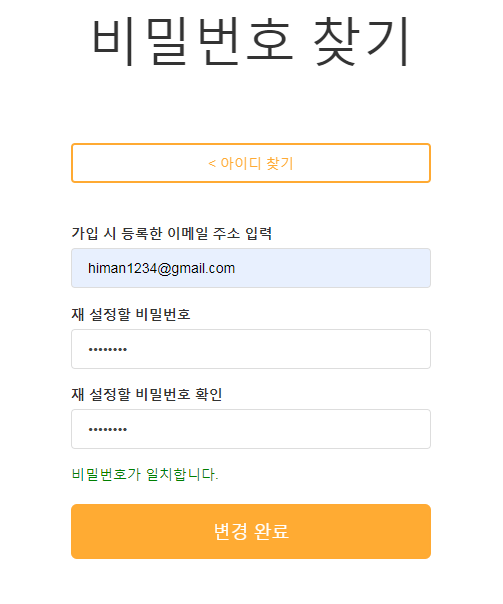 비밀번호 찾기
< 아이디 찾기
가입 시 등록한 이메일 주소 입력
himan1234@gmail.com
재 설정할 비밀번호
••••••••
재 설정할 비밀번호 확인
••••••••
비밀번호가 일치합니다.
변경 완료